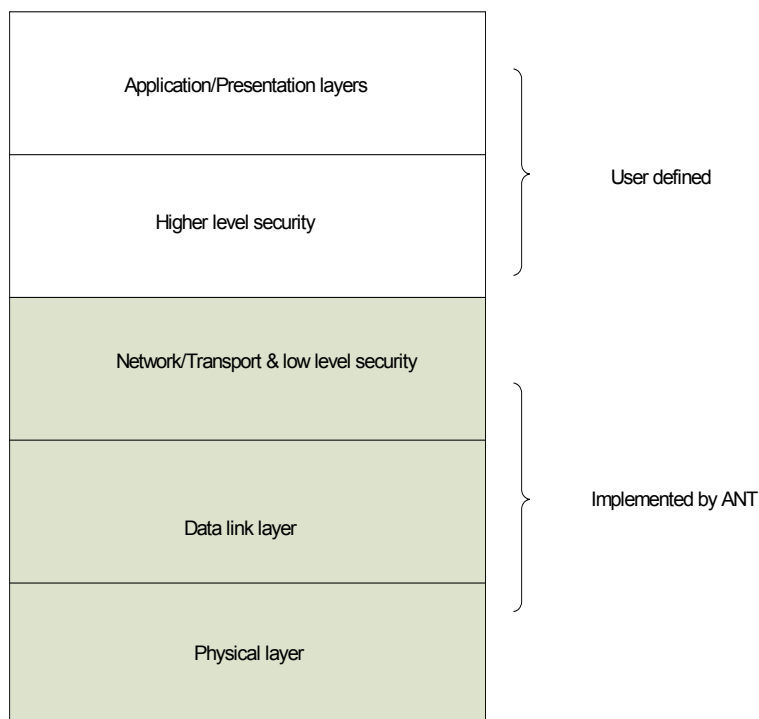 Application/Presentation layers
User defined
Higher level security
Network/Transport & low level security
Implemented by ANT
Data link layer
Physical layer